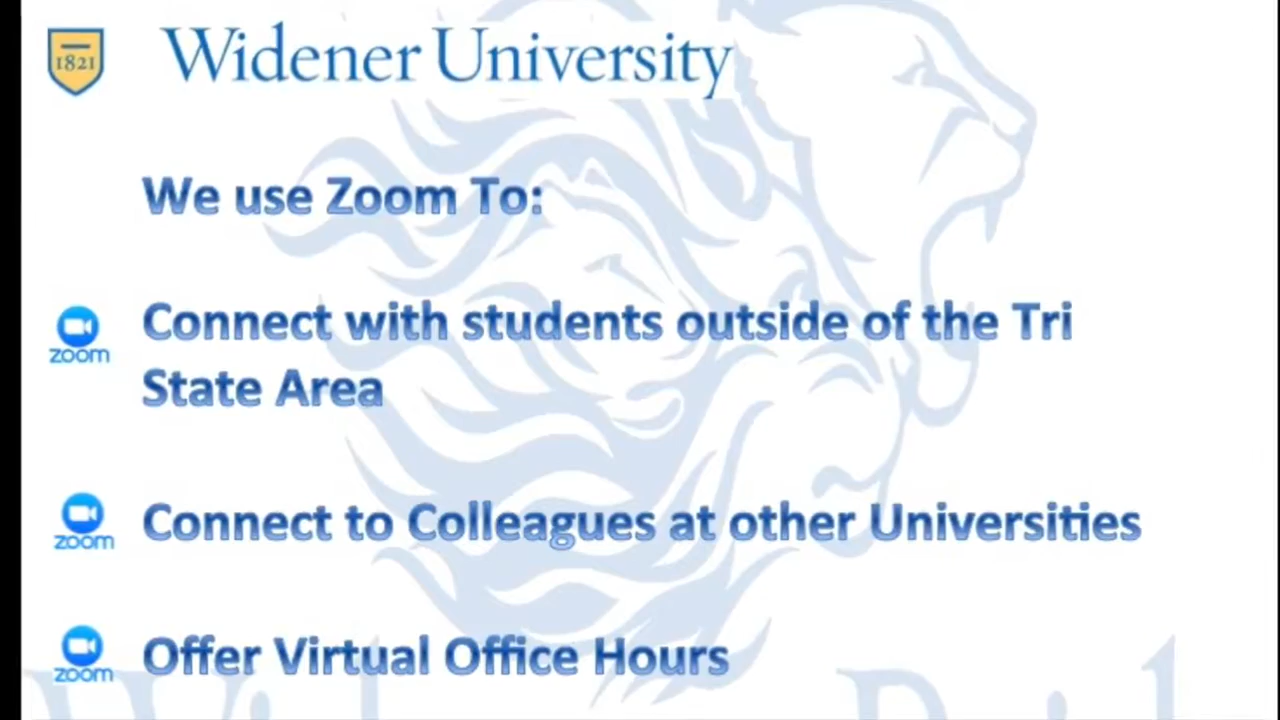 1821
Widener University
We use Zoom To:
zoom
Connect with students outside of the Tri
State Area
zoom
Connect to Colleagues at other Universities
zoom
Offer Virtual Office Hours